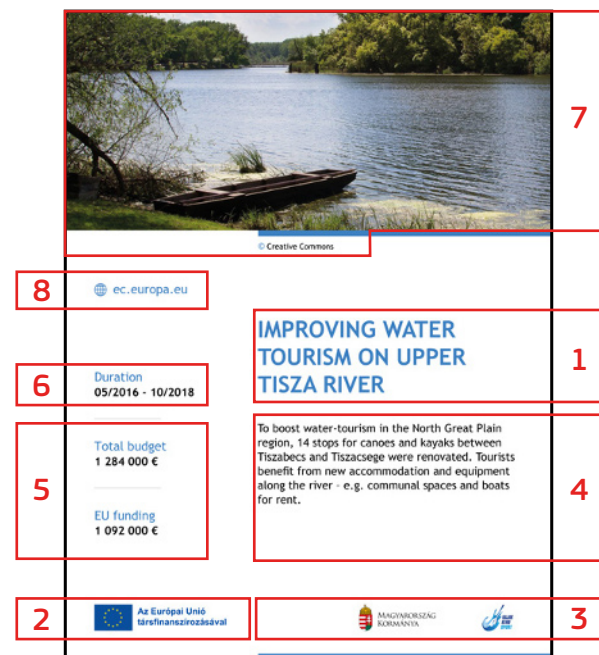 7
© Creative Commons
8
ec.europa.eu
IMPROVING WATER
TOURISM ON UPPER
TISZA RIVER
1
6
Duration
05/2016 - 10/2018
To boost water-tourism in the North Great Plain
region, 14 stops for canoes and kayaks between
Tiszabecs and Tiszacsege were renovated. Tourists
benefit from new accommodation and equipment
along the river - e.g. communal spaces and boats
for rent.
4
5
Total budget
1 284 000 €
EU funding
1 092 000 €
2
Az Európai Unió
társfinanszírozásával
MAGYARORSZÁG
KORMÁNYA
3